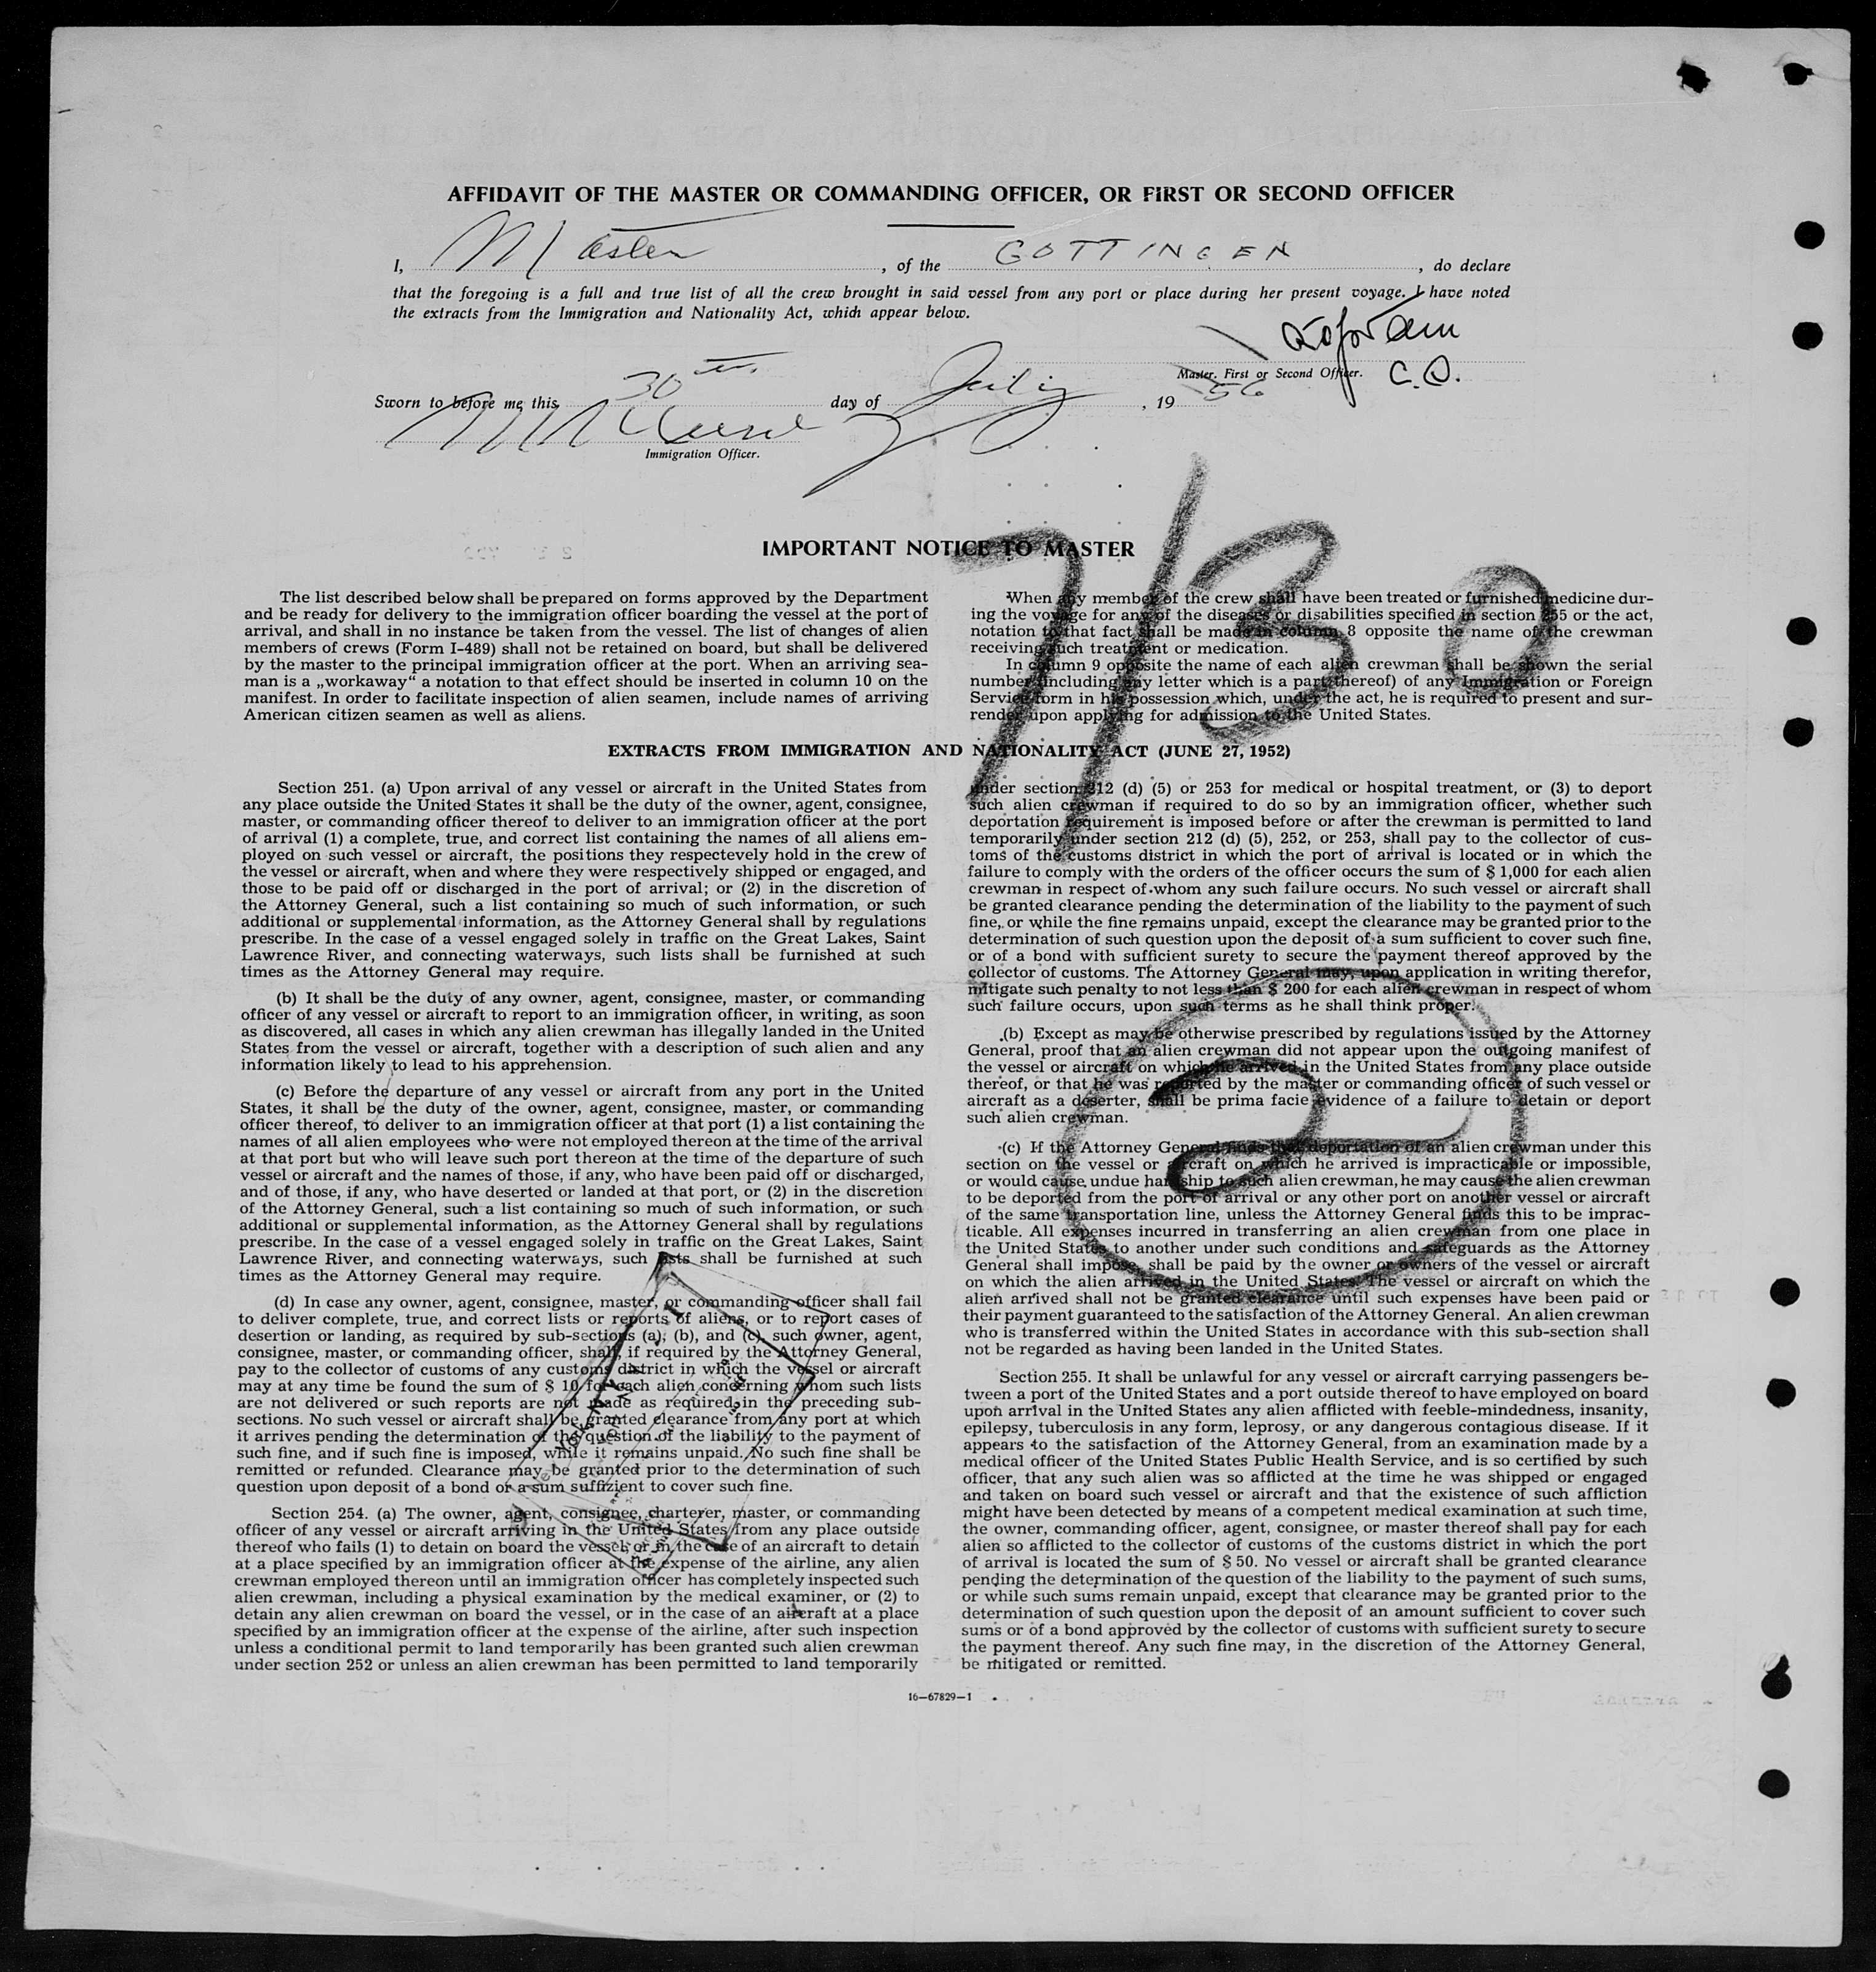 AFFIDAVIT OF THE MASTER OR COMMANDING OFFICER, OR FIRST OR SECOND OFFICER
I, Master, of the GOTTINGEN, do declare
that the foregoing is a full and true list of all the crew brought in said vessel from any port or place during her present voyage. I have noted
the extracts from the Immigration and Nationality Act, which appear below.
Master, First or Second Officer. C.O.
Sworn to before me this 30th day of July, 1956
Immigration Officer.
7/30
IMPORTANT NOTICE TO MASTER
The list described below shall be prepared on forms approved by the Department
and be ready for delivery to the immigration officer boarding the vessel at the port of
arrival, and shall in no instance be taken from the vessel. The list of changes of alien
members of crews (Form I-489) shall not be retained on board, but shall be delivered
by the master to the principal immigration officer at the port. When an arriving sea-
man is a „workaway“ a notation to that effect should be inserted in column 10 on the
manifest. In order to facilitate inspection of alien seamen, include names of arriving
American citizen seamen as well as aliens.
When any member of the crew shall have been treated or furnished medicine dur-
ing the voyage for any of the diseases or disabilities specified in section 255 or the act,
notation to that fact shall be made in column 8 opposite the name of the crewman
receiving such treatment or medication.
In column 9 opposite the name of each alien crewman shall be shown the serial
number (including any letter which is a part thereof) of any Immigration or Foreign
Service form in his possession which, under the act, he is required to present and sur-
render upon applying for admission to the United States.
EXTRACTS FROM IMMIGRATION AND NATIONALITY ACT (JUNE 27, 1952)
Section 251. (a) Upon arrival of any vessel or aircraft in the United States from
any place outside the United States it shall be the duty of the owner, agent, consignee,
master, or commanding officer thereof to deliver to an immigration officer at the port
of arrival (1) a complete, true, and correct list containing the names of all aliens em-
ployed on such vessel or aircraft, the positions they respectevely hold in the crew of
the vessel or aircraft, when and where they were respectively shipped or engaged, and
those to be paid off or discharged in the port of arrival; or (2) in the discretion of
the Attorney General, such a list containing so much of such information, or such
additional or supplemental information, as the Attorney General shall by regulations
prescribe. In the case of a vessel engaged solely in traffic on the Great Lakes, Saint
Lawrence River, and connecting waterways, such lists shall be furnished at such
times as the Attorney General may require.
(b) It shall be the duty of any owner, agent, consignee, master, or commanding
officer of any vessel or aircraft to report to an immigration officer, in writing, as soon
as discovered, all cases in which any alien crewman has illegally landed in the United
States from the vessel or aircraft, together with a description of such alien and any
information likely to lead to his apprehension.
(c) Before the departure of any vessel or aircraft from any port in the United
States, it shall be the duty of the owner, agent, consignee, master, or commanding
officer thereof, to deliver to an immigration officer at that port (1) a list containing the
names of all alien employees who were not employed thereon at the time of the arrival
at that port but who will leave such port thereon at the time of the departure of such
vessel or aircraft and the names of those, if any, who have been paid off or discharged,
and of those, if any, who have deserted or landed at that port, or (2) in the discretion
of the Attorney General, such a list containing so much of such information, or such
additional or supplemental information, as the Attorney General shall by regulations
prescribe. In the case of a vessel engaged solely in traffic on the Great Lakes, Saint
Lawrence River, and connecting waterways, such lists shall be furnished at such
times as the Attorney General may require.
(d) In case any owner, agent, consignee, master, or commanding officer shall fail
to deliver complete, true, and correct lists or reports of aliens, or to report cases of
desertion or landing, as required by sub-sections (a), (b), and (c), such owner, agent,
consignee, master, or commanding officer, shall, if required by the Attorney General,
pay to the collector of customs of any customs district in which the vessel or aircraft
may at any time be found the sum of $ 10 for each alien concerning whom such lists
are not delivered or such reports are not made as required in the preceding sub-
sections. No such vessel or aircraft shall be granted clearance from any port at which
it arrives pending the determination of the question of the liability to the payment of
such fine, and if such fine is imposed, while it remains unpaid. No such fine shall be
remitted or refunded. Clearance may be granted prior to the determination of such
question upon deposit of a bond or a sum suffizient to cover such fine.
Section 254. (a) The owner, agent, consignee, charterer, master, or commanding
officer of any vessel or aircraft arriving in the United States from any place outside
thereof who fails (1) to detain on board the vessel, or in the case of an aircraft to detain
at a place specified by an immigration officer at the expense of the airline, any alien
crewman employed thereon until an immigration officer has completely inspected such
alien crewman, including a physical examination by the medical examiner, or (2) to
detain any alien crewman on board the vessel, or in the case of an aircraft at a place
specified by an immigration officer at the expense of the airline, after such inspection
unless a conditional permit to land temporarily has been granted such alien crewman
under section 252 or unless an alien crewman has been permitted to land temporarily
under section 212 (d) (5) or 253 for medical or hospital treatment, or (3) to deport
such alien crewman if required to do so by an immigration officer, whether such
deportation requirement is imposed before or after the crewman is permitted to land
temporarily under section 212 (d) (5), 252, or 253, shall pay to the collector of cus-
toms of the customs district in which the port of arrival is located or in which the
failure to comply with the orders of the officer occurs the sum of $ 1,000 for each alien
crewman in respect of whom any such failure occurs. No such vessel or aircraft shall
be granted clearance pending the determination of the liability to the payment of such
fine, or while the fine remains unpaid, except the clearance may be granted prior to the
determination of such question upon the deposit of a sum sufficient to cover such fine,
or of a bond with sufficient surety to secure the payment thereof approved by the
collector of customs. The Attorney General may, upon application in writing therefor,
mitigate such penalty to not less than $ 200 for each alien crewman in respect of whom
such failure occurs, upon such terms as he shall think proper.
(b) Except as may be otherwise prescribed by regulations issued by the Attorney
General, proof that an alien crewman did not appear upon the outgoing manifest of
the vessel or aircraft on which he arrived in the United States from any place outside
thereof, or that he was reported by the master or commanding officer of such vessel or
aircraft as a deserter, shall be prima facie evidence of a failure to detain or deport
such alien crewman.
(c) If the Attorney General finds that deportation of an alien crewman under this
section on the vessel or aircraft on which he arrived is impracticable or impossible,
or would cause undue hardship to such alien crewman, he may cause the alien crewman
to be deported from the port of arrival or any other port on another vessel or aircraft
of the same transportation line, unless the Attorney General finds this to be imprac-
ticable. All expenses incurred in transferring an alien crewman from one place in
the United States to another under such conditions and safeguards as the Attorney
General shall impose, shall be paid by the owner or owners of the vessel or aircraft
on which the alien arrived in the United States. The vessel or aircraft on which the
alien arrived shall not be granted clearance until such expenses have been paid or
their payment guaranteed to the satisfaction of the Attorney General. An alien crewman
who is transferred within the United States in accordance with this sub-section shall
not be regarded as having been landed in the United States.
2
Section 255. It shall be unlawful for any vessel or aircraft carrying passengers be-
tween a port of the United States and a port outside thereof to have employed on board
upon arrival in the United States any alien afflicted with feeble-mindedness, insanity,
epilepsy, tuberculosis in any form, leprosy, or any dangerous contagious disease. If it
appears to the satisfaction of the Attorney General, from an examination made by a
medical officer of the United States Public Health Service, and is so certified by such
officer, that any such alien was so afflicted at the time he was shipped or engaged
and taken on board such vessel or aircraft and that the existence of such affliction
might have been detected by means of a competent medical examination at such time,
the owner, commanding officer, agent, consignee, or master thereof shall pay for each
alien so afflicted to the collector of customs of the customs district in which the port
of arrival is located the sum of $ 50. No vessel or aircraft shall be granted clearance
pending the determination of the question of the liability to the payment of such sums,
or while such sums remain unpaid, except that clearance may be granted prior to the
determination of such question upon the deposit of an amount sufficient to cover such
sums or of a bond approved by the collector of customs with sufficient surety to secure
the payment thereof. Any such fine may, in the discretion of the Attorney General,
be mitigated or remitted.
16—67829—1